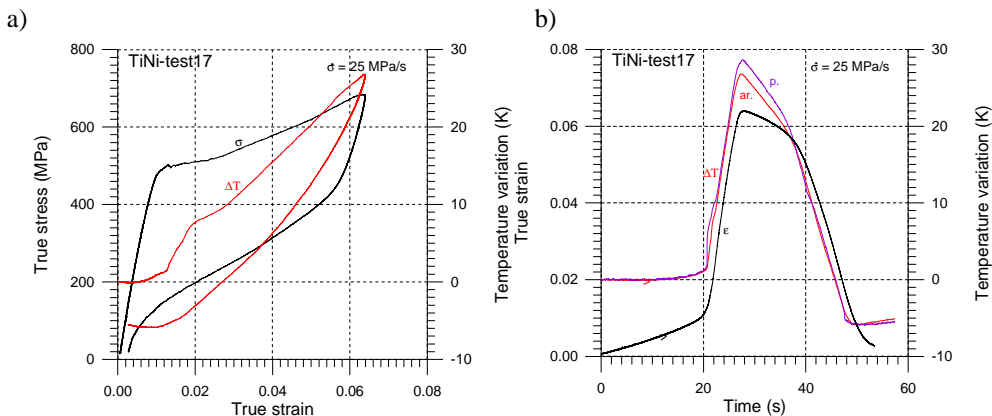 a)
TiNi-test17
σ = 25 MPa/s
800
600
400
200
0
30
20
10
0
-10
σ
ΔT
0.00
0.02
0.04
0.06
0.08
True strain
True stress (MPa)
Temperature variation (K)
b)
TiNi-test17
σ = 25 MPa/s
0.08
0.06
0.04
0.02
0.00
30
20
10
0
-10
p.
ar.
ΔT
ε
0
20
40
60
Time (s)
True strain
Temperature variation (K)